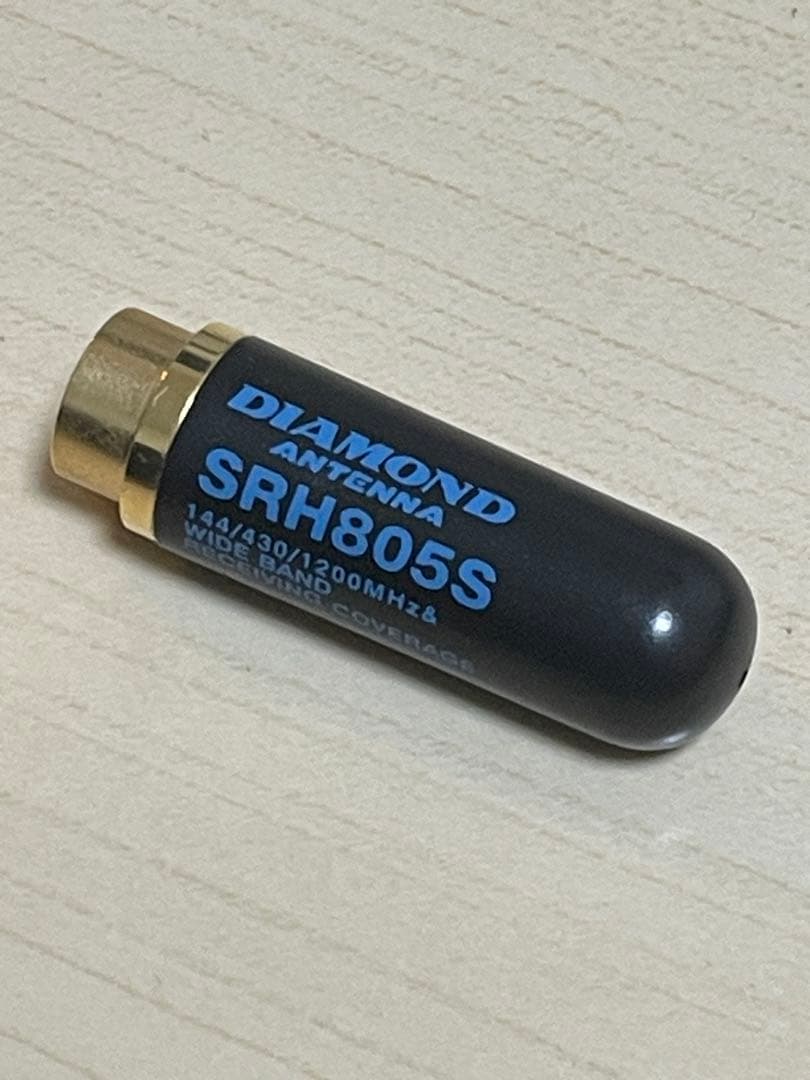 DIAMOND
ANTENNA
SRH805S
144/430/1200MHz&
WIDE BAND
RECEIVING COVERAGE